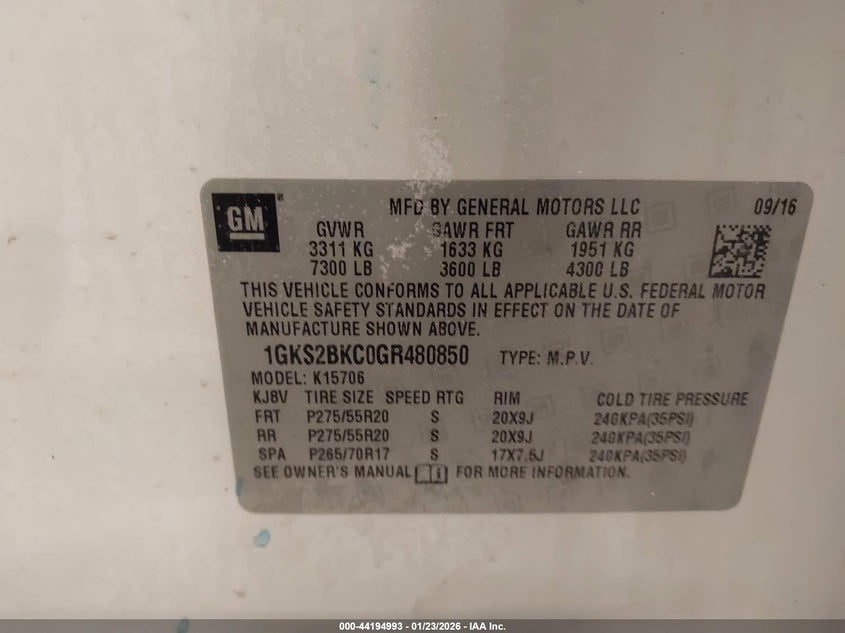 GM®
MFD BY GENERAL MOTORS LLC 09/16
GVWR GAWR FRT GAWR RR
3311 KG 1633 KG 1951 KG
7300 LB 3600 LB 4300 LB
THIS VEHICLE CONFORMS TO ALL APPLICABLE U.S. FEDERAL MOTOR
VEHICLE SAFETY STANDARDS IN EFFECT ON THE DATE OF
MANUFACTURE SHOWN ABOVE.
1GKS2BKC0GR480850 TYPE: M.P.V.
MODEL: K15706
KJ8V TIRE SIZE SPEED RTG RIM COLD TIRE PRESSURE
FRT P275/55R20 S 20X9J 240KPA(35PSI)
RR P275/55R20 S 20X9J 240KPA(35PSI)
SPA P265/70R17 S 17X7.5J 240KPA(35PSI)
SEE OWNER'S MANUAL FOR MORE INFORMATION.
000-44194993 - 01/23/2026 - IAA Inc.